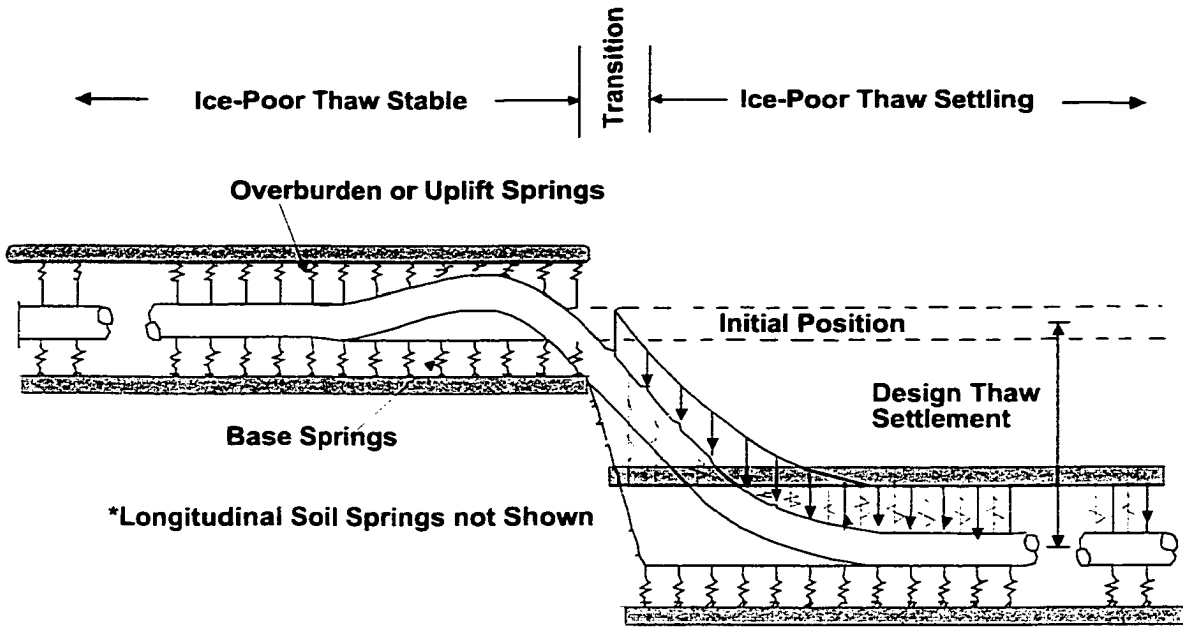 Transition
Ice-Poor Thaw Stable
Ice-Poor Thaw Settling
Overburden or Uplift Springs
Initial Position
Design Thaw
Settlement
Base Springs
*Longitudinal Soil Springs not Shown